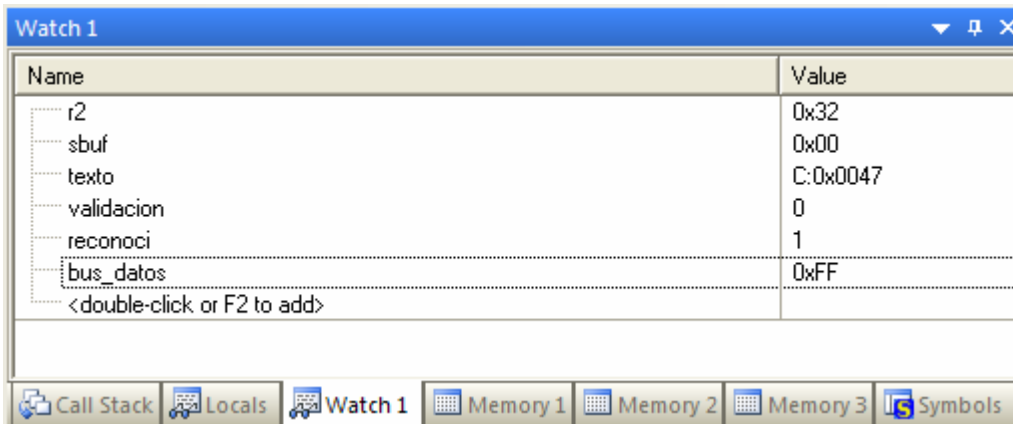 Watch 1
Name Value
r2 0x32
sbuf 0x00
texto C:0x0047
validacion 0
reconoci 1
bus_datos 0xFF
<double-click or F2 to add>
Call Stack Locals Watch 1 Memory 1 Memory 2 Memory 3 Symbols